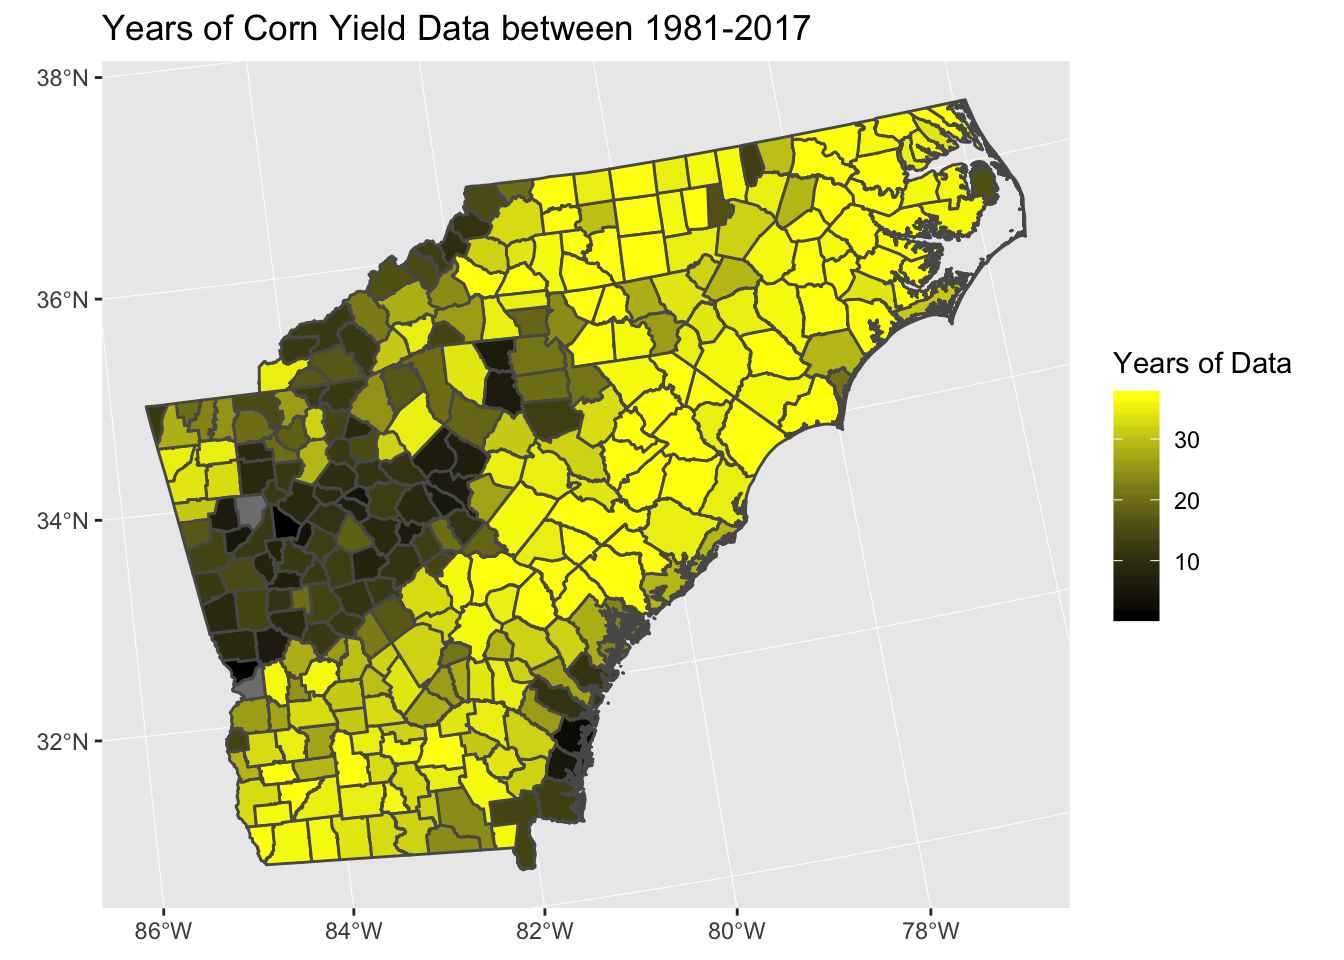 Years of Corn Yield Data between 1981-2017
38°N
36°N
34°N
32°N
86°W
84°W
82°W
80°W
78°W
Years of Data
30
20
10